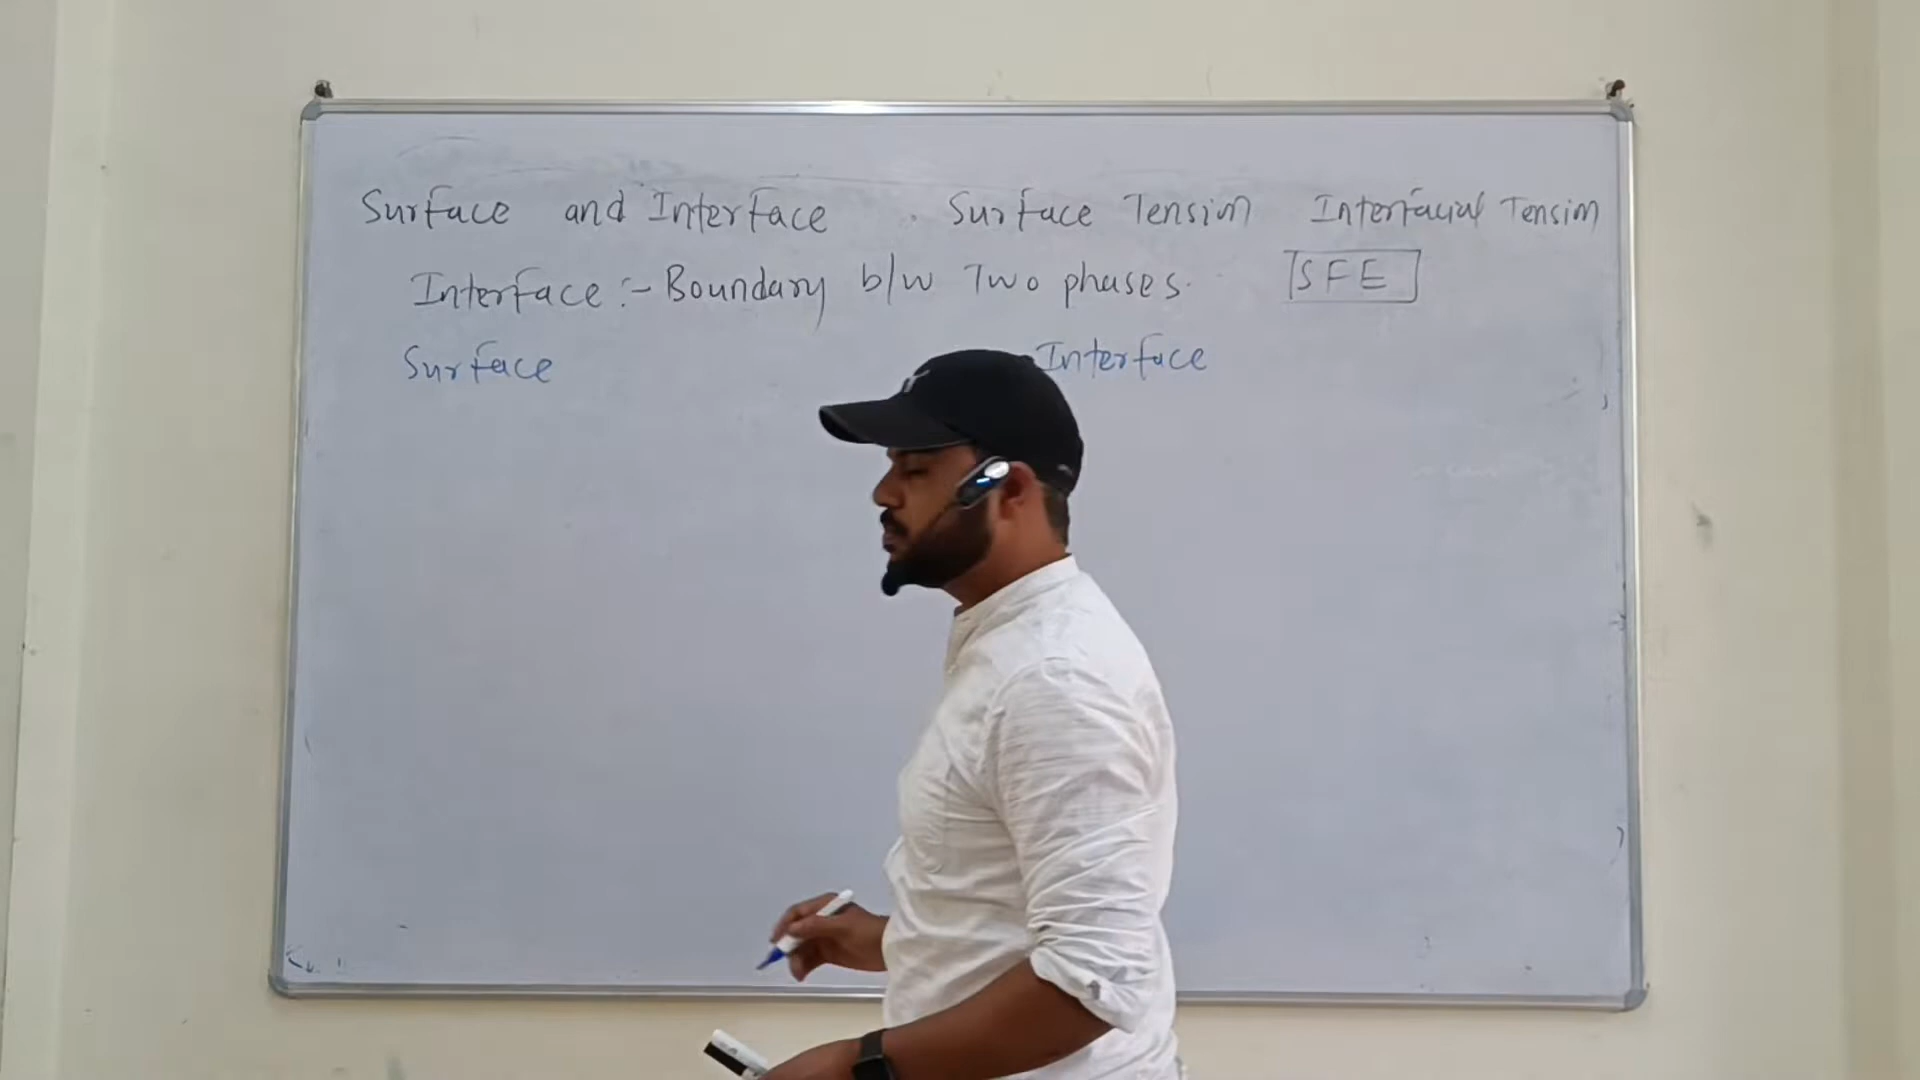 Surface and Interface . Surface Tension Interfacial Tension
Interface :- Boundary b/w Two phases.
SFE
Surface
Interface